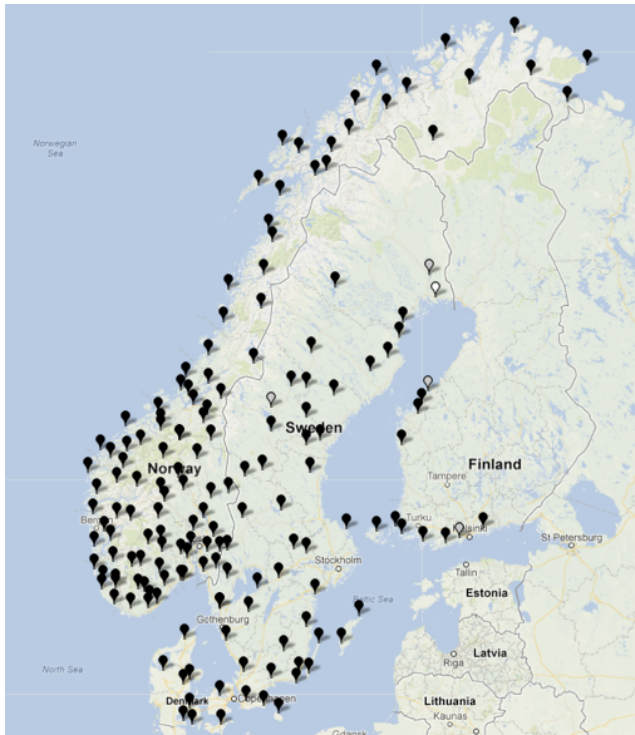 Norwegian
Sea
Sweden
Norway
Finland
Tampere
Turku
Helsinki
St Petersburg
Stockholm
Tallin
Baltic Sea
Estonia
Gothenburg
Riga
Latvia
North Sea
Denmark
Copenhagen
Lithuania
Kaunas